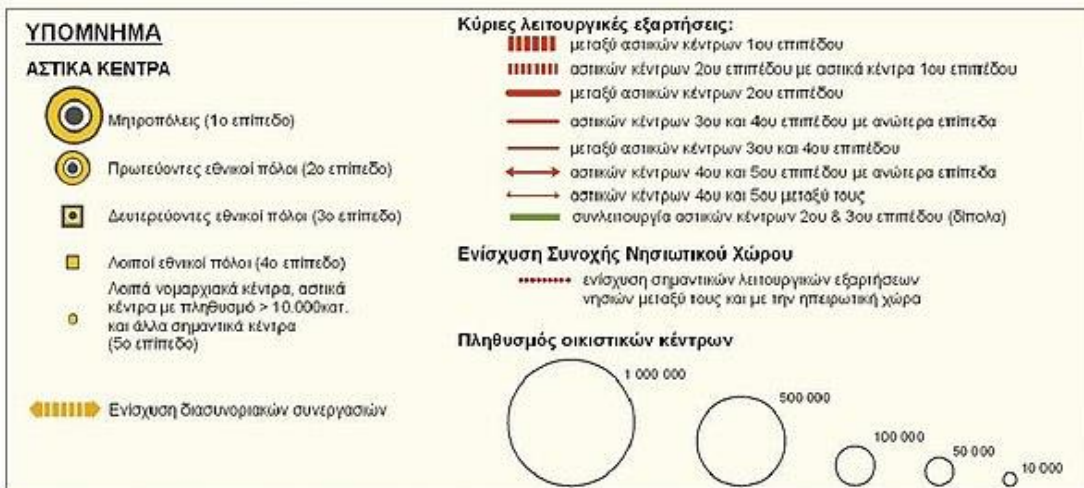 ΥΠΟΜΝΗΜΑ
ΑΣΤΙΚΑ ΚΕΝΤΡΑ
Μητροπόλεις (1ο επίπεδο)
Πρωτεύοντες εθνικοί πόλοι (2ο επίπεδο)
Δευτερεύοντες εθνικοί πόλοι (3ο επίπεδο)
Λοιποί εθνικοί πόλοι (4ο επίπεδο)
Λοιπά νομαρχιακά κέντρα, αστικά
κέντρα με πληθυσμό > 10.000κατ.
και άλλα σημαντικά κέντρα
(5ο επίπεδο)
Ενίσχυση διασυνοριακών συνεργασιών
Κύριες λειτουργικές εξαρτήσεις:
μεταξύ αστικών κέντρων 1ου επιπέδου
αστικών κέντρων 2ου επιπέδου με αστικά κέντρα 1ου επιπέδου
μεταξύ αστικών κέντρων 2ου επιπέδου
αστικών κέντρων 3ου και 4ου επιπέδου με ανώτερα επίπεδα
μεταξύ αστικών κέντρων 3ου και 4ου επιπέδου
αστικών κέντρων 4ου και 5ου επιπέδου με ανώτερα επίπεδα
αστικών κέντρων 4ου και 5ου μεταξύ τους
συνλειτουργία αστικών κέντρων 2ου & 3ου επιπέδου (δίπολα)
Ενίσχυση Συνοχής Νησιωτικού Χώρου
ενίσχυση σημαντικών λειτουργικών εξαρτήσεων
νησιών μεταξύ τους και με την ηπειρωτική χώρα
Πληθυσμός οικιστικών κέντρων
1 000 000
500 000
100 000
50 000
10 000